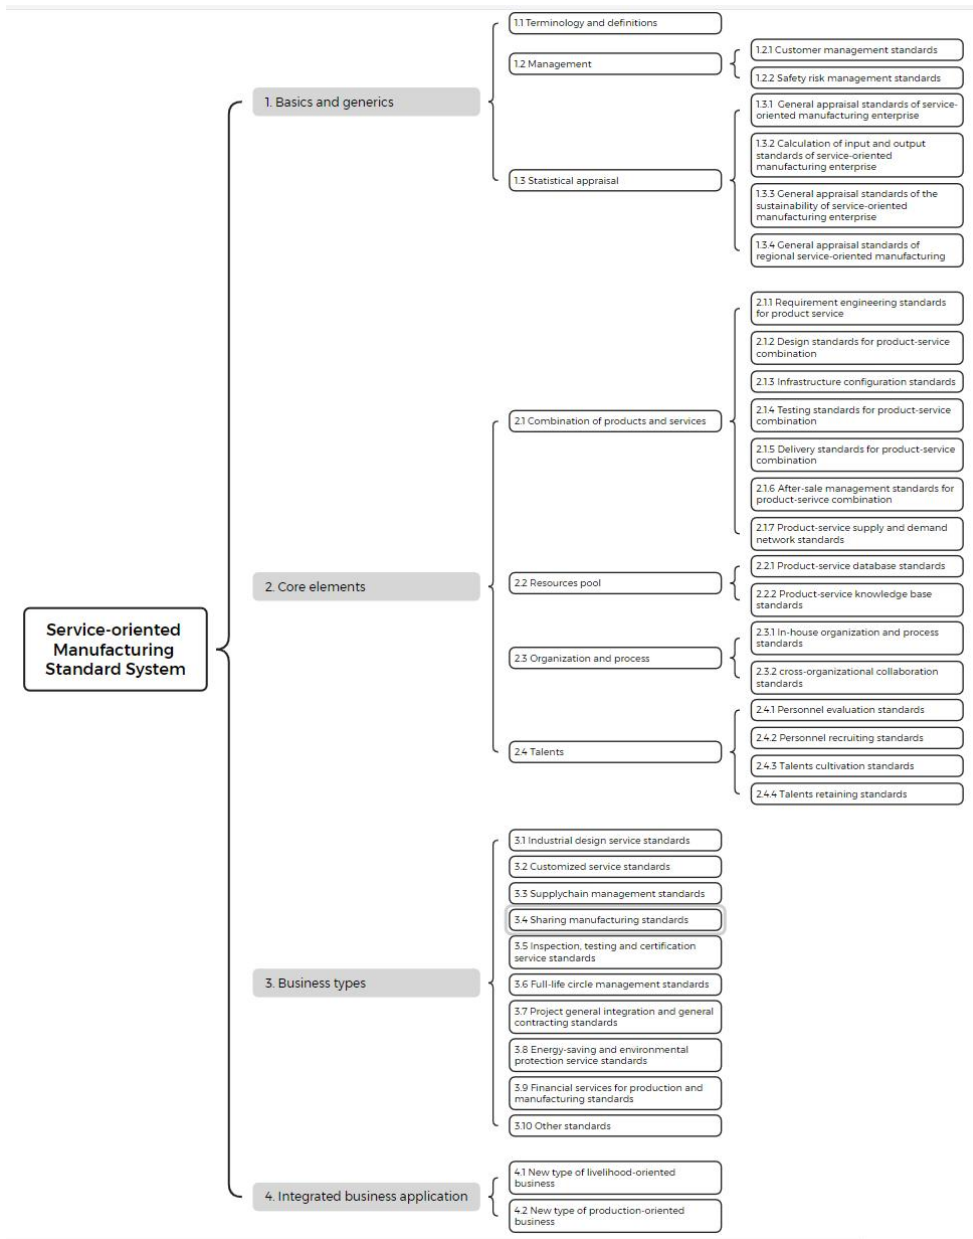 Service-oriented
Manufacturing
Standard System
1. Basics and generics
1.1 Terminology and definitions
1.2 Management
1.2.1 Customer management standards
1.2.2 Safety risk management standards
1.3 Statistical appraisal
1.3.1 General appraisal standards of service-
oriented manufacturing enterprise
1.3.2 Calculation of input and output
standards of service-oriented
manufacturing enterprise
1.3.3 General appraisal standards of the
sustainability of service-oriented
manufacturing enterprise
1.3.4 General appraisal standards of
regional service-oriented manufacturing
2. Core elements
2.1 Combination of products and services
2.1.1 Requirement engineering standards
for product service
2.1.2 Design standards for product-service
combination
2.1.3 Infrastructure configuration standards
2.1.4 Testing standards for product-service
combination
2.1.5 Delivery standards for product-service
combination
2.1.6 After-sale management standards for
product-serivce combination
2.1.7 Product-service supply and demand
network standards
2.2 Resources pool
2.2.1 Product-service database standards
2.2.2 Product-service knowledge base
standards
2.3 Organization and process
2.3.1 In-house organization and process
standards
2.3.2 cross-organizational collaboration
standards
2.4 Talents
2.4.1 Personnel evaluation standards
2.4.2 Personnel recruiting standards
2.4.3 Talents cultivation standards
2.4.4 Talents retaining standards
3. Business types
3.1 Industrial design service standards
3.2 Customized service standards
3.3 Supplychain management standards
3.4 Sharing manufacturing standards
3.5 Inspection, testing and certification
service standards
3.6 Full-life circle management standards
3.7 Project general integration and general
contracting standards
3.8 Energy-saving and environmental
protection service standards
3.9 Financial services for production and
manufacturing standards
3.10 Other standards
4. Integrated business application
4.1 New type of livelihood-oriented
business
4.2 New type of production-oriented
business